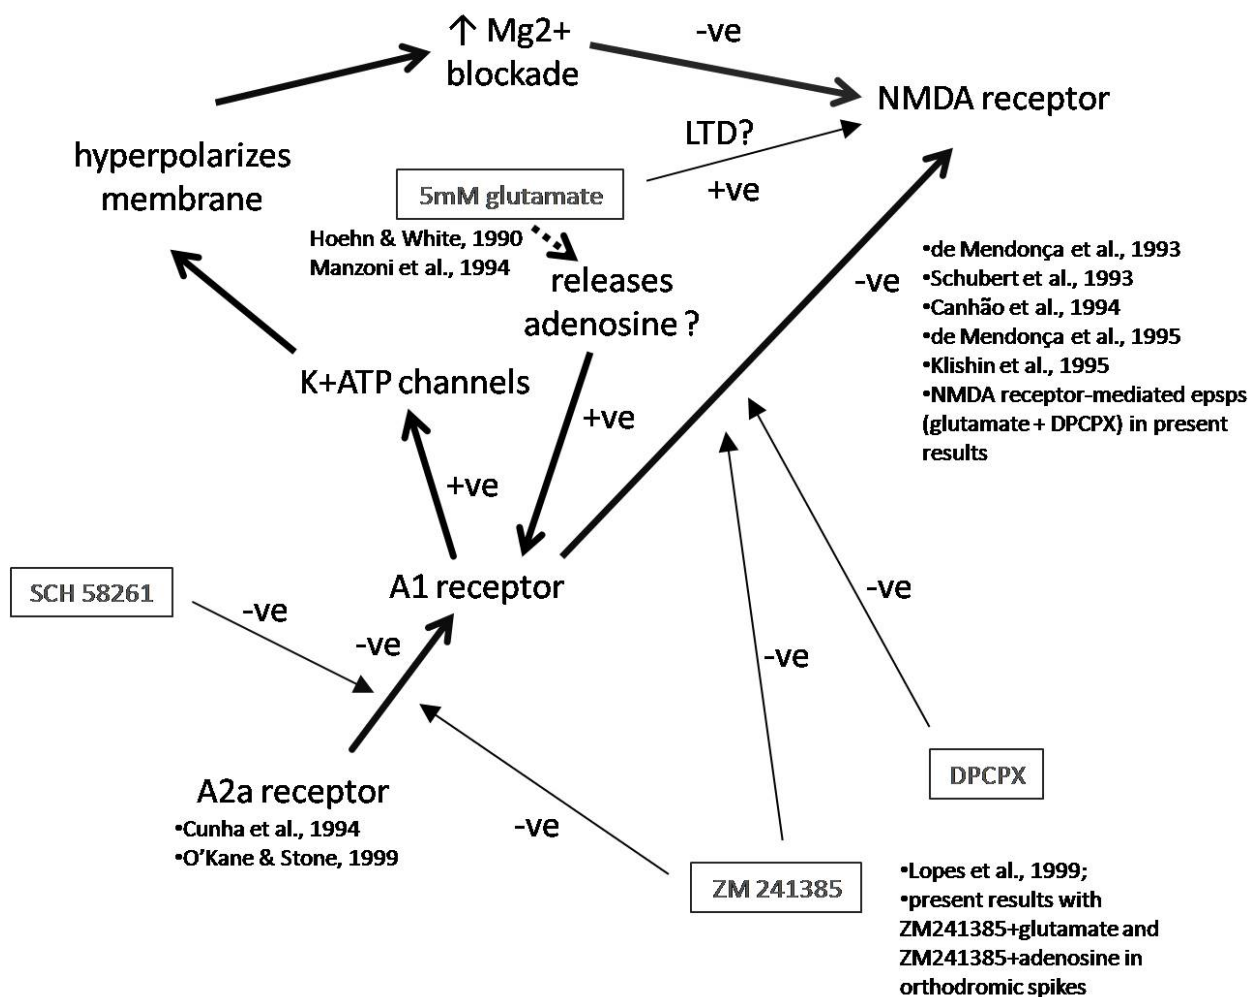 ↑ Mg2+
blockade
-ve
NMDA receptor
LTD?
+ve
hyperpolarizes
membrane
5mM glutamate
Hoehn & White, 1990
Manzoni et al., 1994
releases
adenosine ?
-ve
•de Mendonça et al., 1993
•Schubert et al., 1993
•Canhão et al., 1994
•de Mendonça et al., 1995
•Klishin et al., 1995
•NMDA receptor-mediated epsps
(glutamate + DPCPX) in present
results
K+ATP channels
+ve
+ve
A1 receptor
SCH 58261
-ve
-ve
-ve
-ve
A2a receptor
•Cunha et al., 1994
•O'Kane & Stone, 1999
-ve
DPCPX
ZM 241385
•Lopes et al., 1999;
•present results with
ZM241385+glutamate and
ZM241385+adenosine in
orthodromic spikes